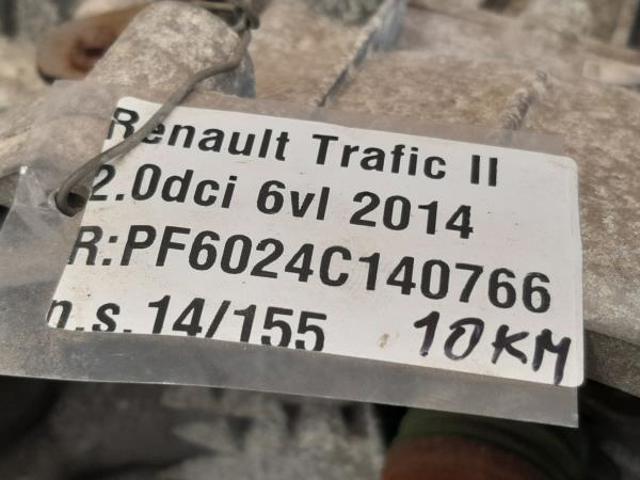 Renault Trafic II
2.0dci 6vl 2014
R:PF6024C140766
n.s.14/155 10KM